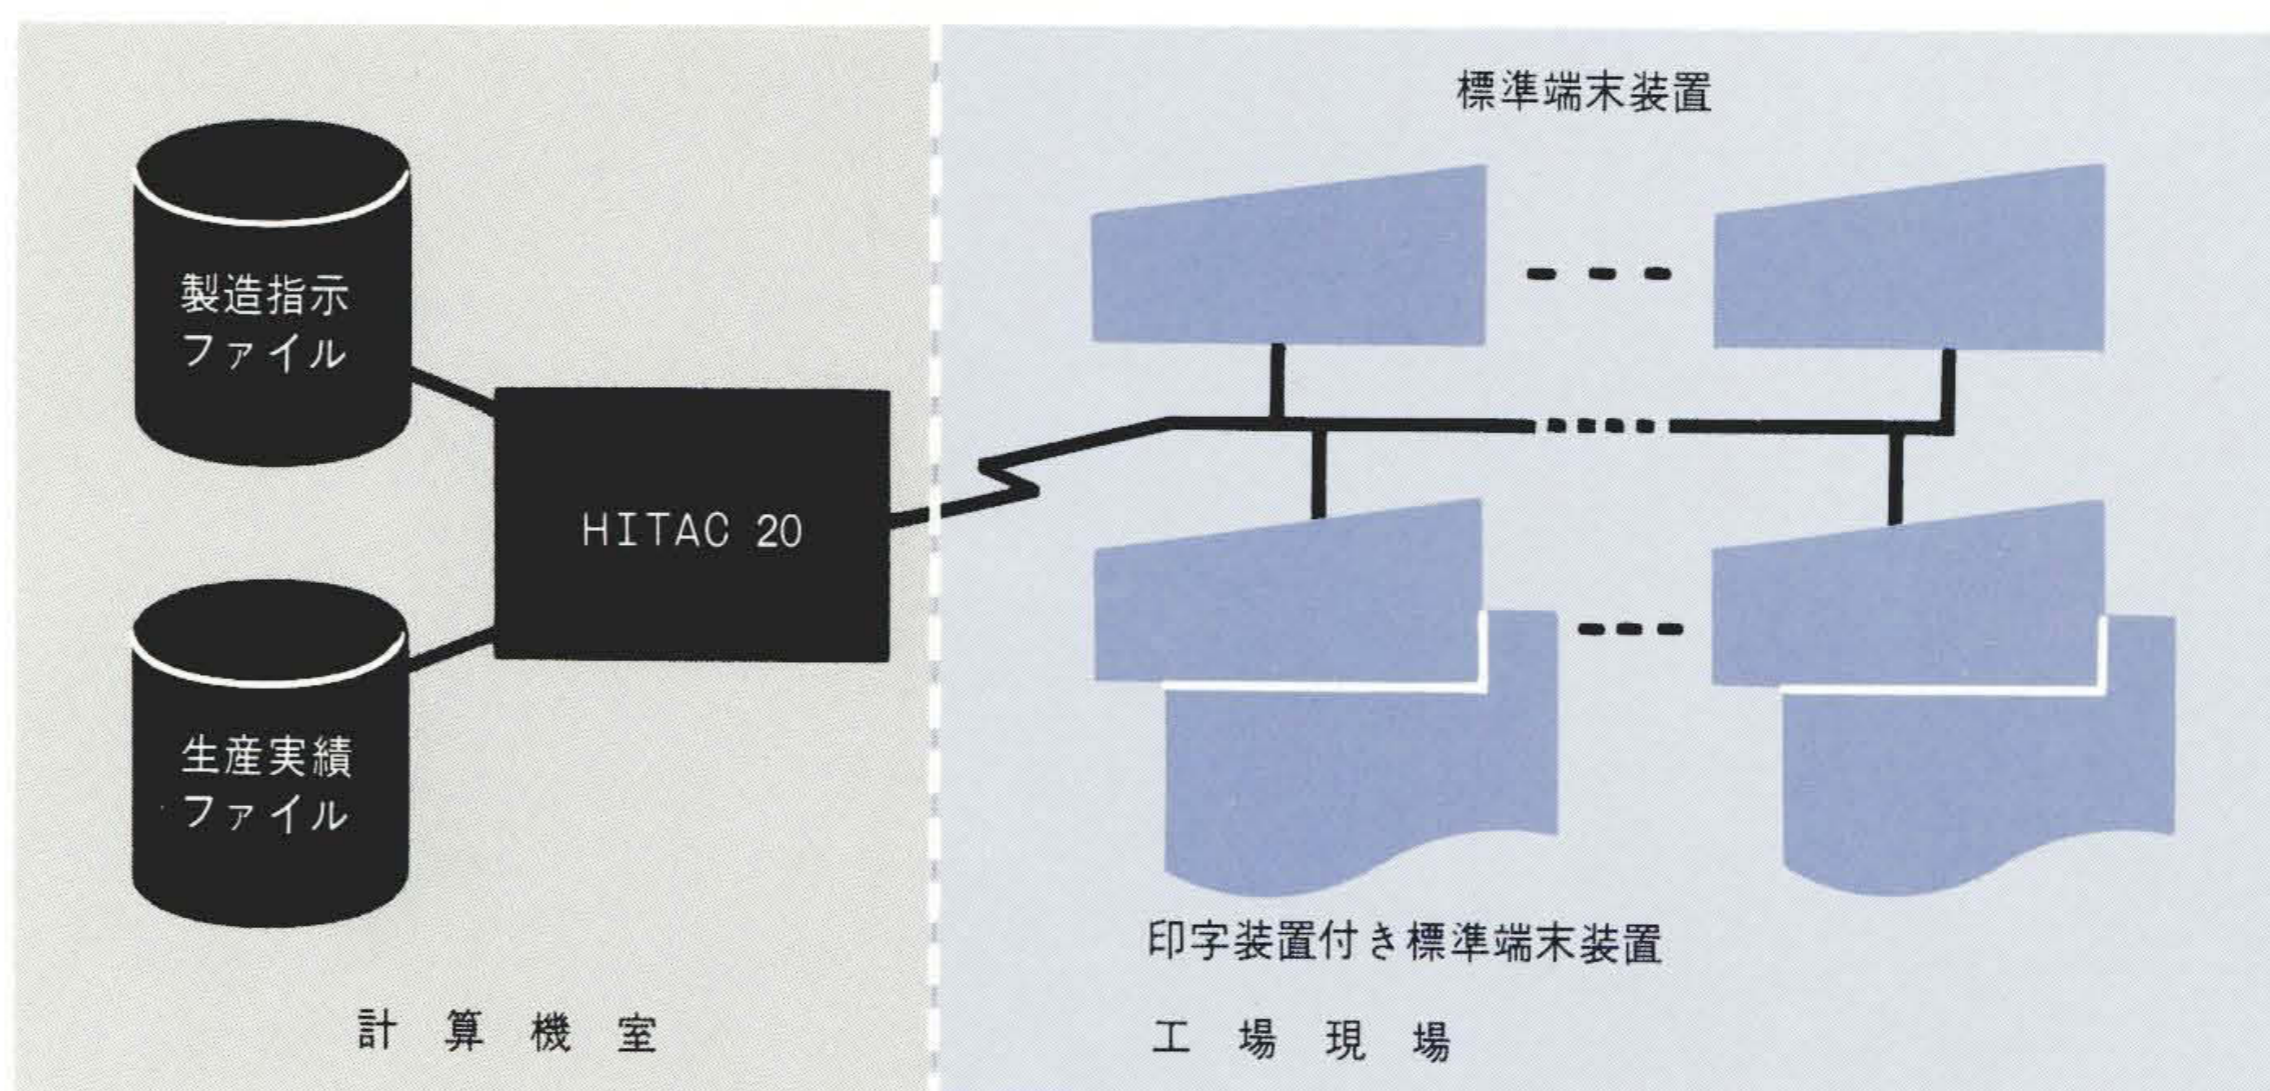 標準端末装置
製造指示
ファイル
HITAC 20
生産実績
ファイル
印字装置付き標準端末装置
計算機室
工場現場